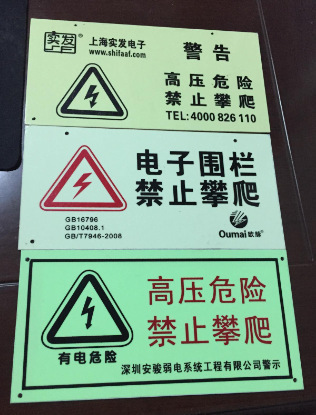 实发
上海实发电子
www.shifaaf.com
警告
高压危险
禁止攀爬
TEL:4000 826 110
电子围栏
禁止攀爬
GB16796
GB10408.1
GB/T7946-2008
Oumai
高压危险
禁止攀爬
有电危险
深圳安骏弱电系统工程有限公司警示